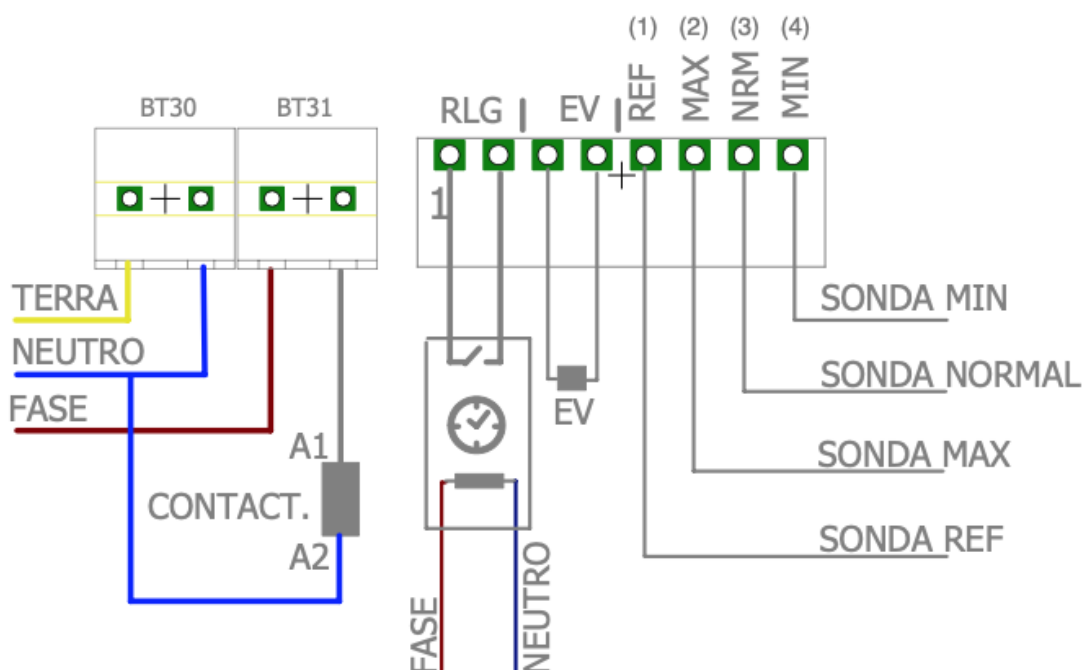 (1) (2) (3) (4)
REF MAX NRM MIN
BT30 BT31 RLG | EV |
1
TERRA
NEUTRO
FASE
A1
CONTACT.
A2
EV
FASE NEUTRO
SONDA MIN
SONDA NORMAL
SONDA MAX
SONDA REF